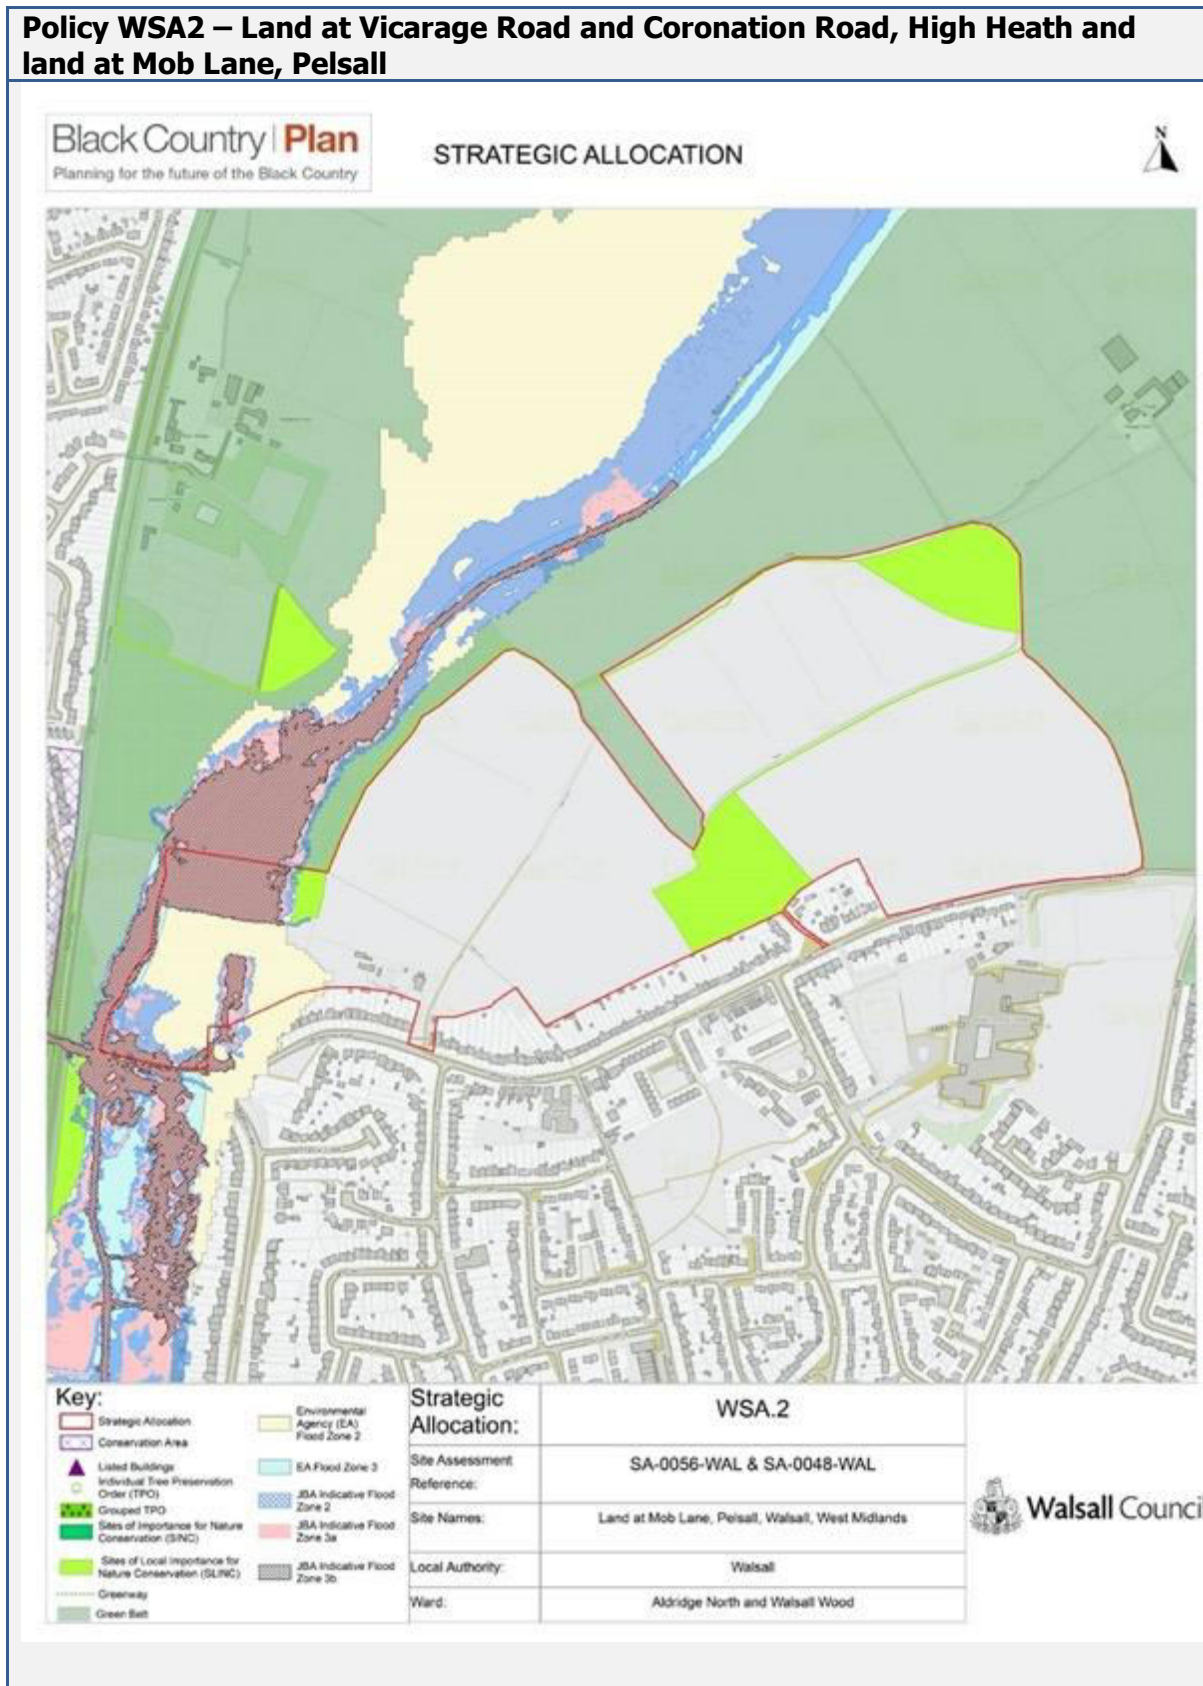 Policy WSA2 – Land at Vicarage Road and Coronation Road, High Heath and
land at Mob Lane, Pelsall
Black Country | Plan
Planning for the future of the Black Country
STRATEGIC ALLOCATION
N
Key:
Strategic Allocation
Conservation Area
Listed Buildings
Individual Tree Preservation
Order (TPO)
Grouped TPO
Sites of Importance for Nature
Conservation (SINC)
Sites of Local Importance for
Nature Conservation (SLINC)
Greenway
Green Belt
Environmental
Agency (EA)
Flood Zone 2
EA Flood Zone 3
JBA Indicative Flood
Zone 2
JBA Indicative Flood
Zone 3a
JBA Indicative Flood
Zone 3b
Strategic
Allocation:
WSA.2
Site Assessment
Reference:
SA-0056-WAL & SA-0048-WAL
Site Names:
Land at Mob Lane, Pelsall, Walsall, West Midlands
Local Authority:
Walsall
Ward:
Aldridge North and Walsall Wood
Walsall Counci